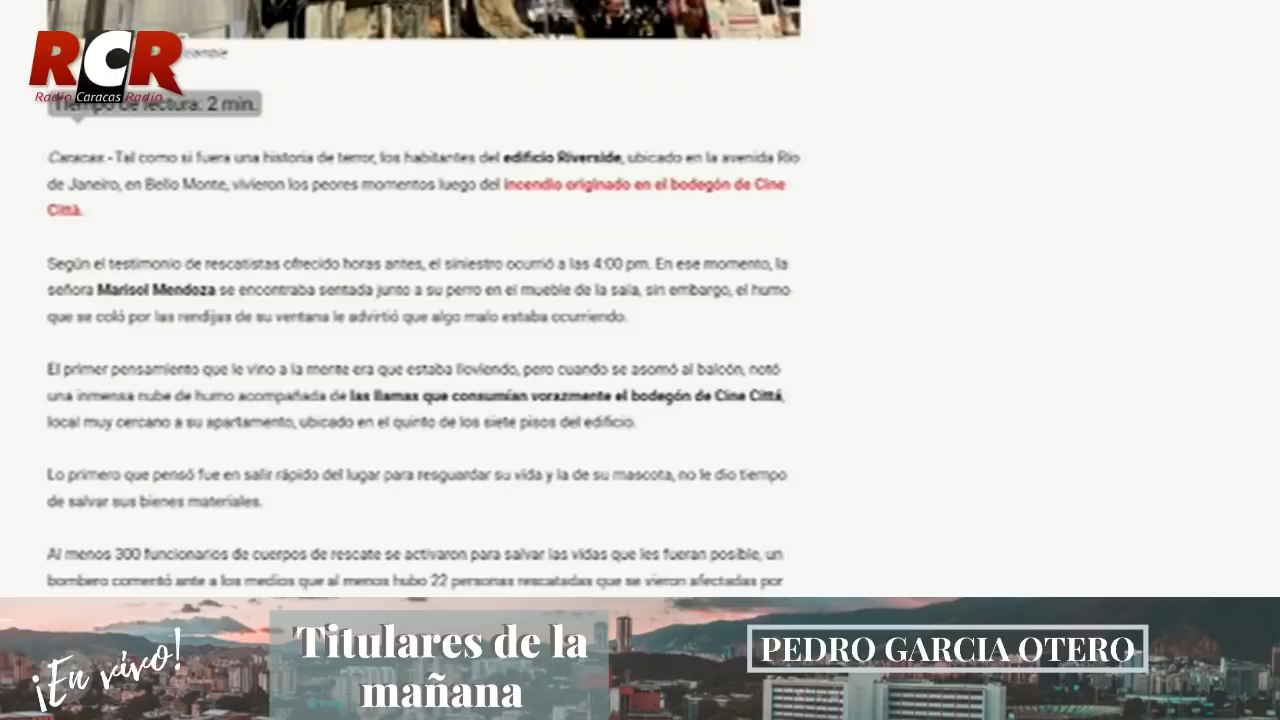 RCR
Radio Caracas Radio
Tiempo de lectura: 2 min.
Caracas.- Tal como si fuera una historia de terror, los habitantes del edificio Riverside, ubicado en la avenida Río
de Janeiro, en Bello Monte, vivieron los peores momentos luego del incendio originado en el bodegón de Cine
Città.
Según el testimonio de rescatistas ofrecido horas antes, el siniestro ocurrió a las 4:00 pm. En ese momento, la
señora Marisol Mendoza se encontraba sentada junto a su perro en el mueble de la sala, sin embargo, el humo
que se coló por las rendijas de su ventana le advirtió que algo malo estaba ocurriendo.
El primer pensamiento que le vino a la mente era que estaba lloviendo, pero cuando se asomó al balcón, notó
una inmensa nube de humo acompañada de las llamas que consumían vorazmente el bodegón de Cine Città,
local muy cercano a su apartamento, ubicado en el quinto de los siete pisos del edificio.
Lo primero que pensó fue en salir rápido del lugar para resguardar su vida y la de su mascota, no le dio tiempo
de salvar sus bienes materiales.
Al menos 300 funcionarios de cuerpos de rescate se activaron para salvar las vidas que les fueran posible, un
bombero comentó ante a los medios que al menos hubo 22 personas rescatadas que se vieron afectadas por
¡En vivo!
Titulares de la
mañana
PEDRO GARCIA OTERO